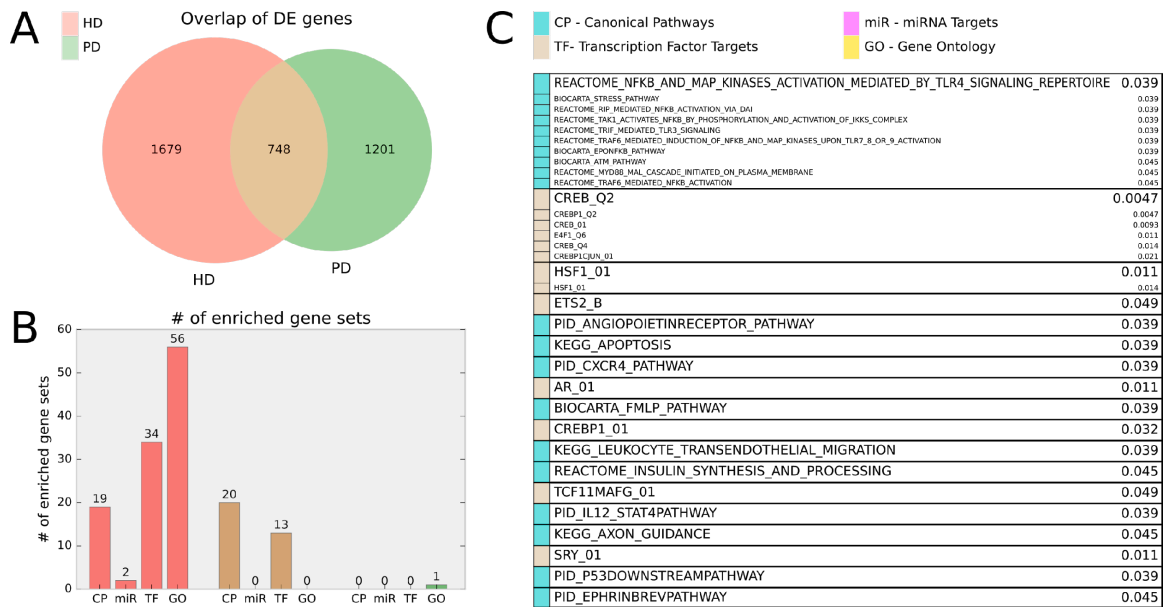 A
HD
PD
Overlap of DE genes
1679
748
1201
HD
PD
B
# of enriched gene sets
# of enriched gene sets
60
50
40
30
20
10
0
19
2
34
56
20
0
13
0
0
0
0
1
CP miR TF GO CP miR TF GO CP miR TF GO
C
CP - Canonical Pathways
miR - miRNA Targets
TF- Transcription Factor Targets
GO - Gene Ontology
REACTOME_NFKB_AND_MAP_KINASES_ACTIVATION_MEDIATED_BY_TLR4_SIGNALING_REPERTOIRE 0.039
BIOCARTA_STRESS_PATHWAY 0.039
REACTOME_RIP_MEDIATED_NFKB_ACTIVATION_VIA_DAI 0.039
REACTOME_TAK1_ACTIVATES_NFKB_BY_PHOSPHORYLATION_AND_ACTIVATION_OF_IKKS_COMPLEX 0.039
REACTOME_TRIF_MEDIATED_TLR3_SIGNALING 0.039
REACTOME_TRAF6_MEDIATED_INDUCTION_OF_NFKB_AND_MAP_KINASES_UPON_TLR7_8_OR_9_ACTIVATION 0.039
BIOCARTA_EPONFKB_PATHWAY 0.039
BIOCARTA_ATM_PATHWAY 0.045
REACTOME_MYD88_MAL_CASCADE_INITIATED_ON_PLASMA_MEMBRANE 0.045
REACTOME_TRAF6_MEDIATED_NFKB_ACTIVATION 0.045
CREB_Q2 0.0047
CREBP1_Q2 0.0047
CREB_01 0.0093
E4F1_Q6 0.011
CREB_Q4 0.014
CREBP1CJUN_01 0.021
HSF1_01 0.011
HSF1_01 0.014
ETS2_B 0.049
PID_ANGIOPOIETINRECEPTOR_PATHWAY 0.039
KEGG_APOPTOSIS 0.039
PID_CXCR4_PATHWAY 0.039
AR_01 0.011
BIOCARTA_FMLP_PATHWAY 0.039
CREBP1_01 0.032
KEGG_LEUKOCYTE_TRANSENDOTHELIAL_MIGRATION 0.039
REACTOME_INSULIN_SYNTHESIS_AND_PROCESSING 0.045
TCF11MAFG_01 0.049
PID_IL12_STAT4PATHWAY 0.039
KEGG_AXON_GUIDANCE 0.045
SRY_01 0.011
PID_P53DOWNSTREAMPATHWAY 0.039
PID_EPHRINBREVPATHWAY 0.045